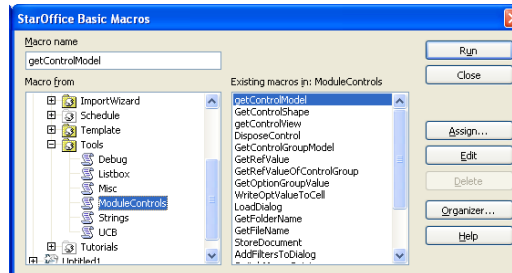 StarOffice Basic Macros
Macro name
getControlModel
Run
Close
Macro from
Existing macros in: ModuleControls
ImportWizard
Schedule
Template
Tools
Debug
Listbox
Misc
ModuleControls
Strings
UCB
Tutorials
Untitled1
getControlModel
GetControlShape
getControlView
DisposeControl
GetControlGroupModel
GetRefValue
GetRefValueOfControlGroup
GetOptionGroupValue
WriteOptValueToCell
LoadDialog
GetFolderName
GetFileName
StoreDocument
AddFiltersToDialog
Assign...
Edit
Delete
Organizer...
Help